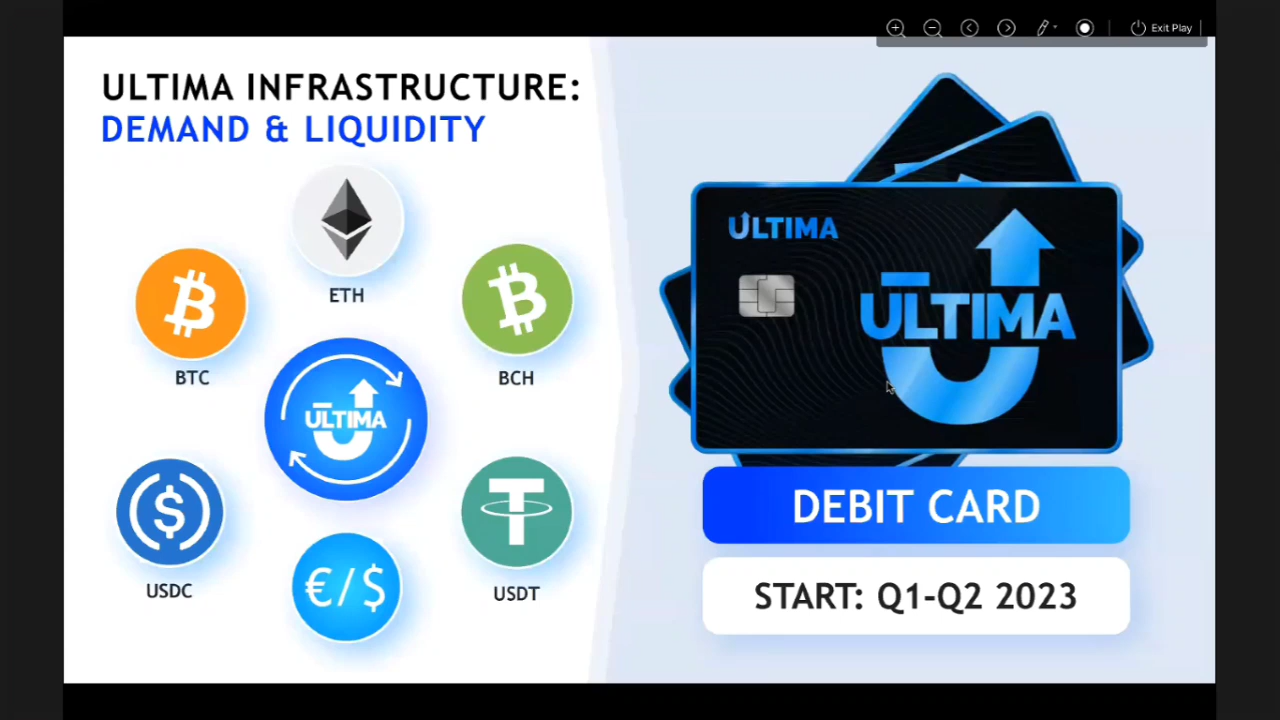 Exit Play
ULTIMA INFRASTRUCTURE:
DEMAND & LIQUIDITY
ETH
BTC
BCH
ULTIMA
USDC
€/$
USDT
ULTIMA
ULTIMA
DEBIT CARD
START: Q1-Q2 2023